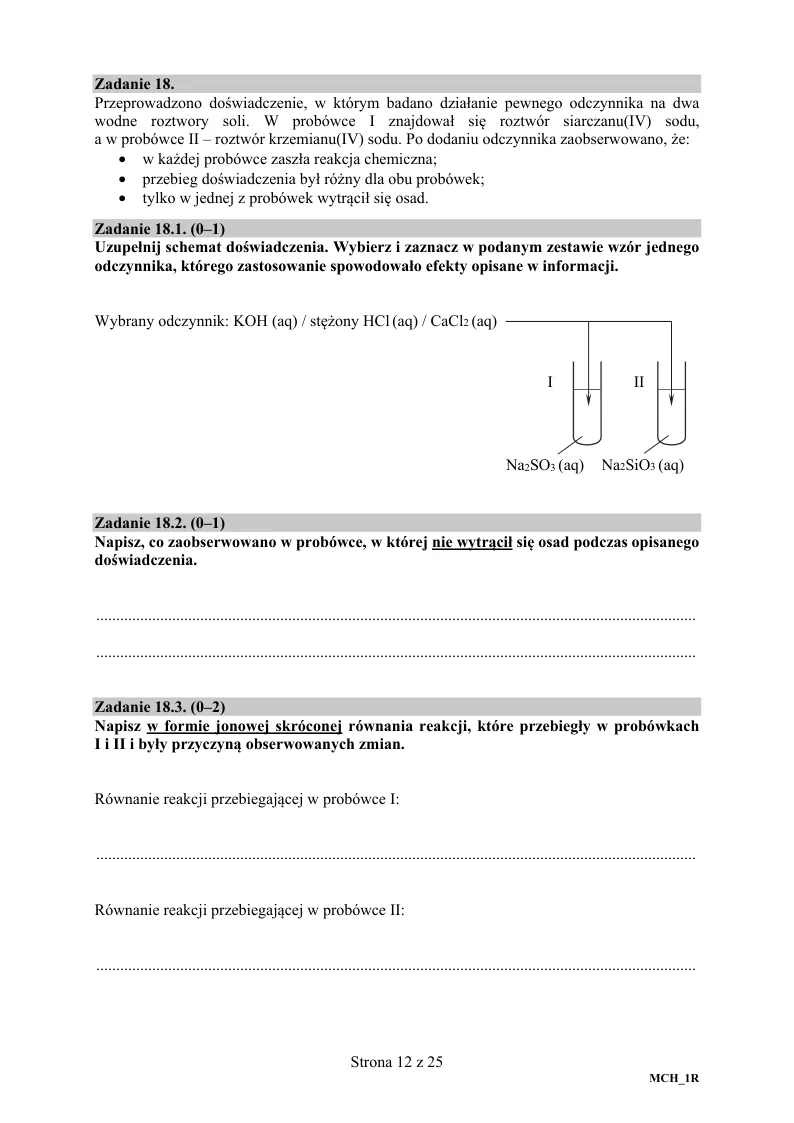 Zadanie 18.
Przeprowadzono doświadczenie, w którym badano działanie pewnego odczynnika na dwa
wodne roztwory soli. W probówce I znajdował się roztwór siarczanu(IV) sodu,
a w probówce II – roztwór krzemianu(IV) sodu. Po dodaniu odczynnika zaobserwowano, że:
• w każdej probówce zaszła reakcja chemiczna;
• przebieg doświadczenia był różny dla obu probówek;
• tylko w jednej z probówek wytrącił się osad.
Zadanie 18.1. (0–1)
Uzupełnij schemat doświadczenia. Wybierz i zaznacz w podanym zestawie wzór jednego
odczynnika, którego zastosowanie spowodowało efekty opisane w informacji.
Wybrany odczynnik: KOH (aq) / stężony HCl (aq) / CaCl2 (aq)
I II
Na2SO3 (aq) Na2SiO3 (aq)
Zadanie 18.2. (0–1)
Napisz, co zaobserwowano w probówce, w której nie wytrącił się osad podczas opisanego
doświadczenia.
Zadanie 18.3. (0–2)
Napisz w formie jonowej skróconej równania reakcji, które przebiegły w probówkach
I i II i były przyczyną obserwowanych zmian.
Równanie reakcji przebiegającej w probówce I:
Równanie reakcji przebiegającej w probówce II:
Strona 12 z 25
MCH_1R